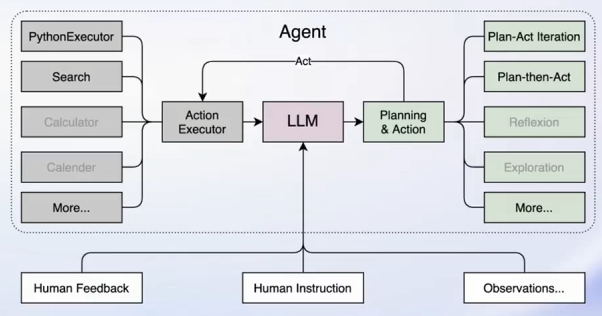 Agent
PythonExecutor
Search
Calculator
Calender
More...
Act
Action
Executor
LLM
Planning
& Action
Plan-Act Iteration
Plan-then-Act
Reflexion
Exploration
More...
Human Feedback
Human Instruction
Observations...